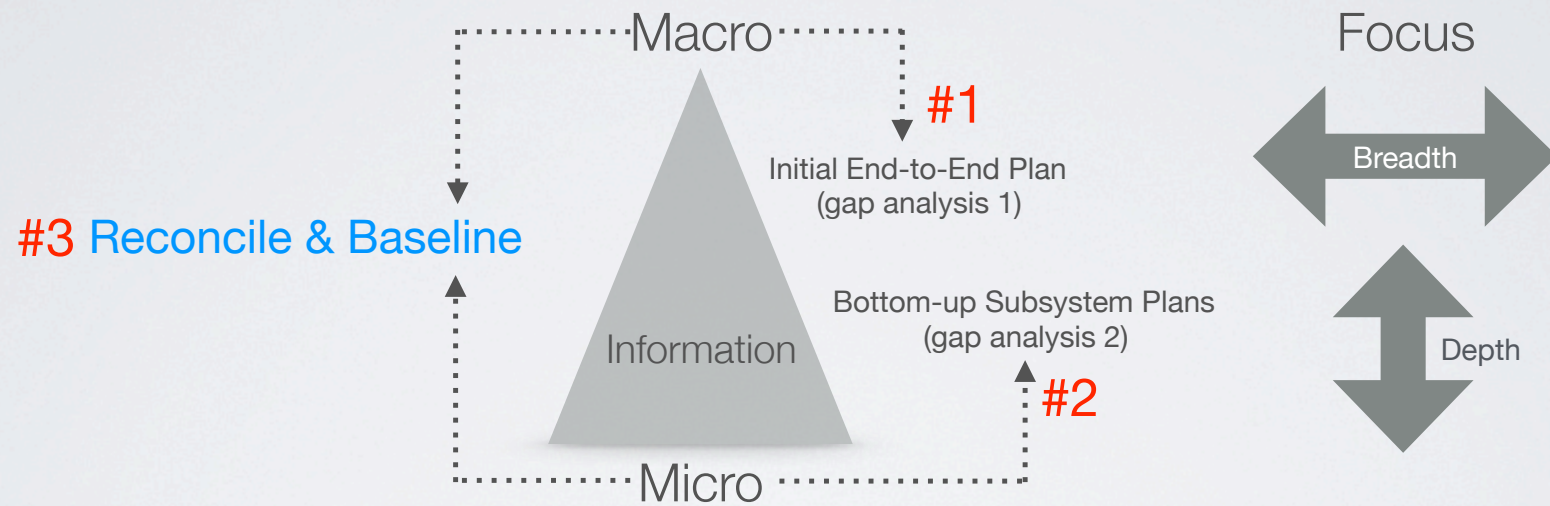 Macro
Focus
#1
Initial End-to-End Plan
(gap analysis 1)
Breadth
#3 Reconcile & Baseline
Bottom-up Subsystem Plans
(gap analysis 2)
Information
Depth
#2
Micro